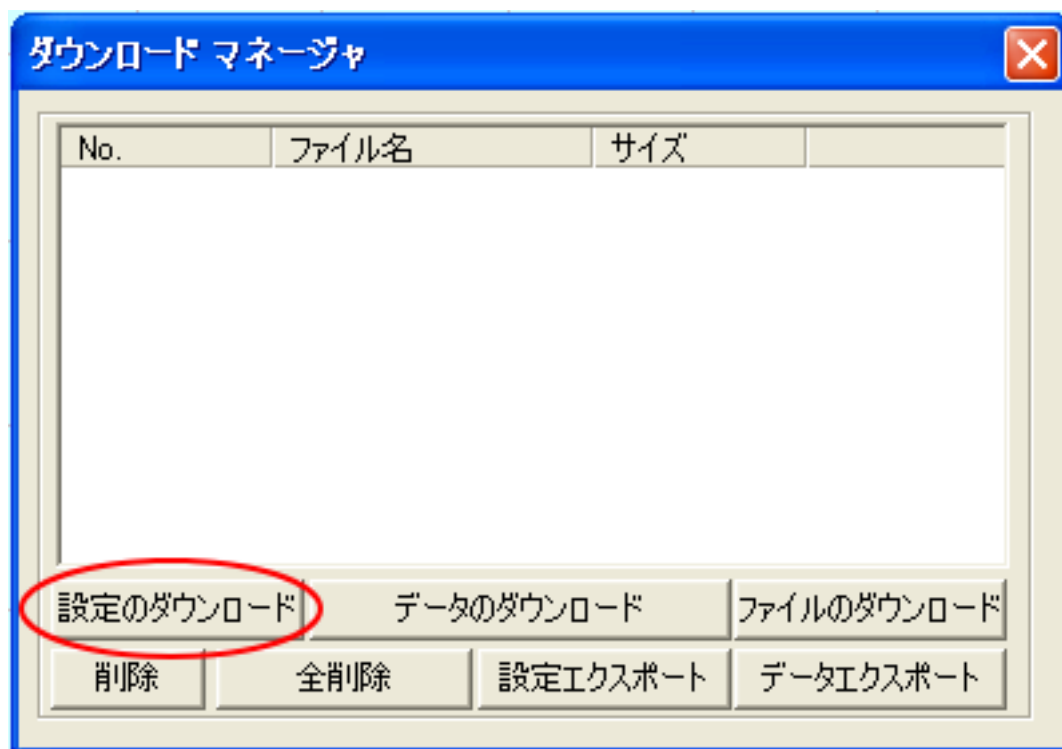 ダウンロード マネージャ
No. ファイル名 サイズ
設定のダウンロード データのダウンロード ファイルのダウンロード
削除 全削除 設定エクスポート データエクスポート